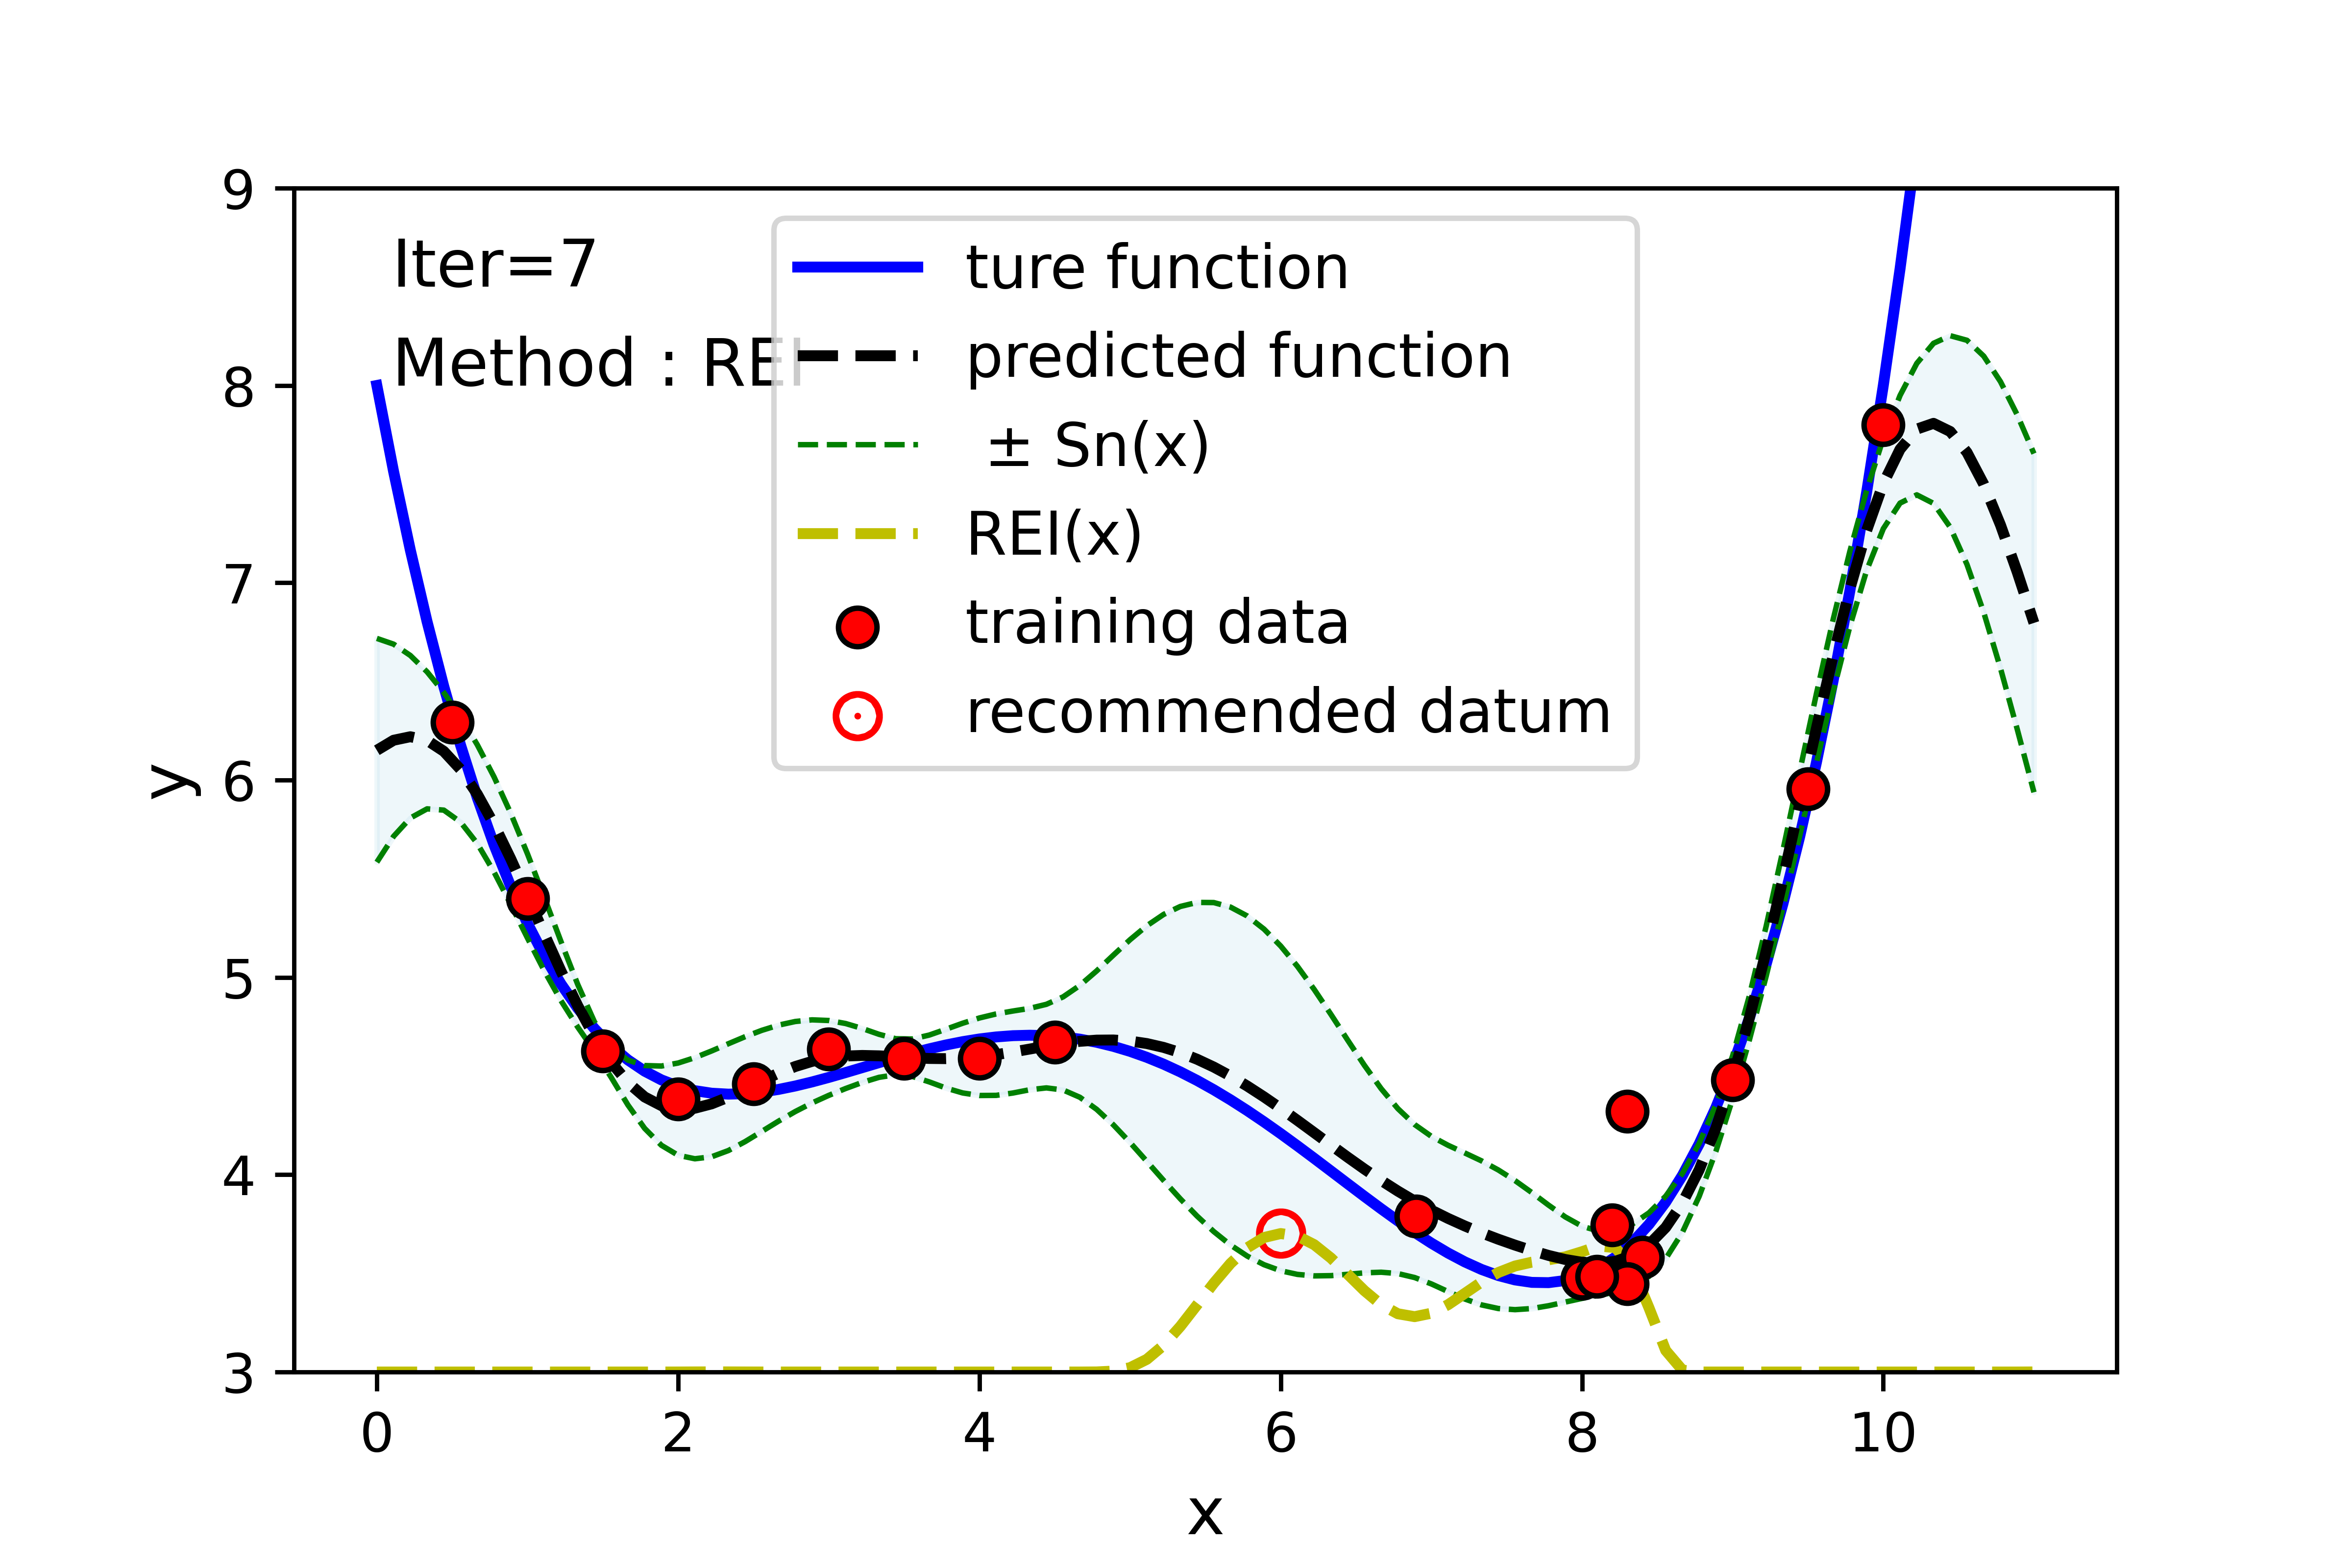 Iter=7
Method : REI
ture function
predicted function
± Sn(x)
REI(x)
training data
recommended datum
y
9
8
7
6
5
4
3
0 2 4 6 8 10
x